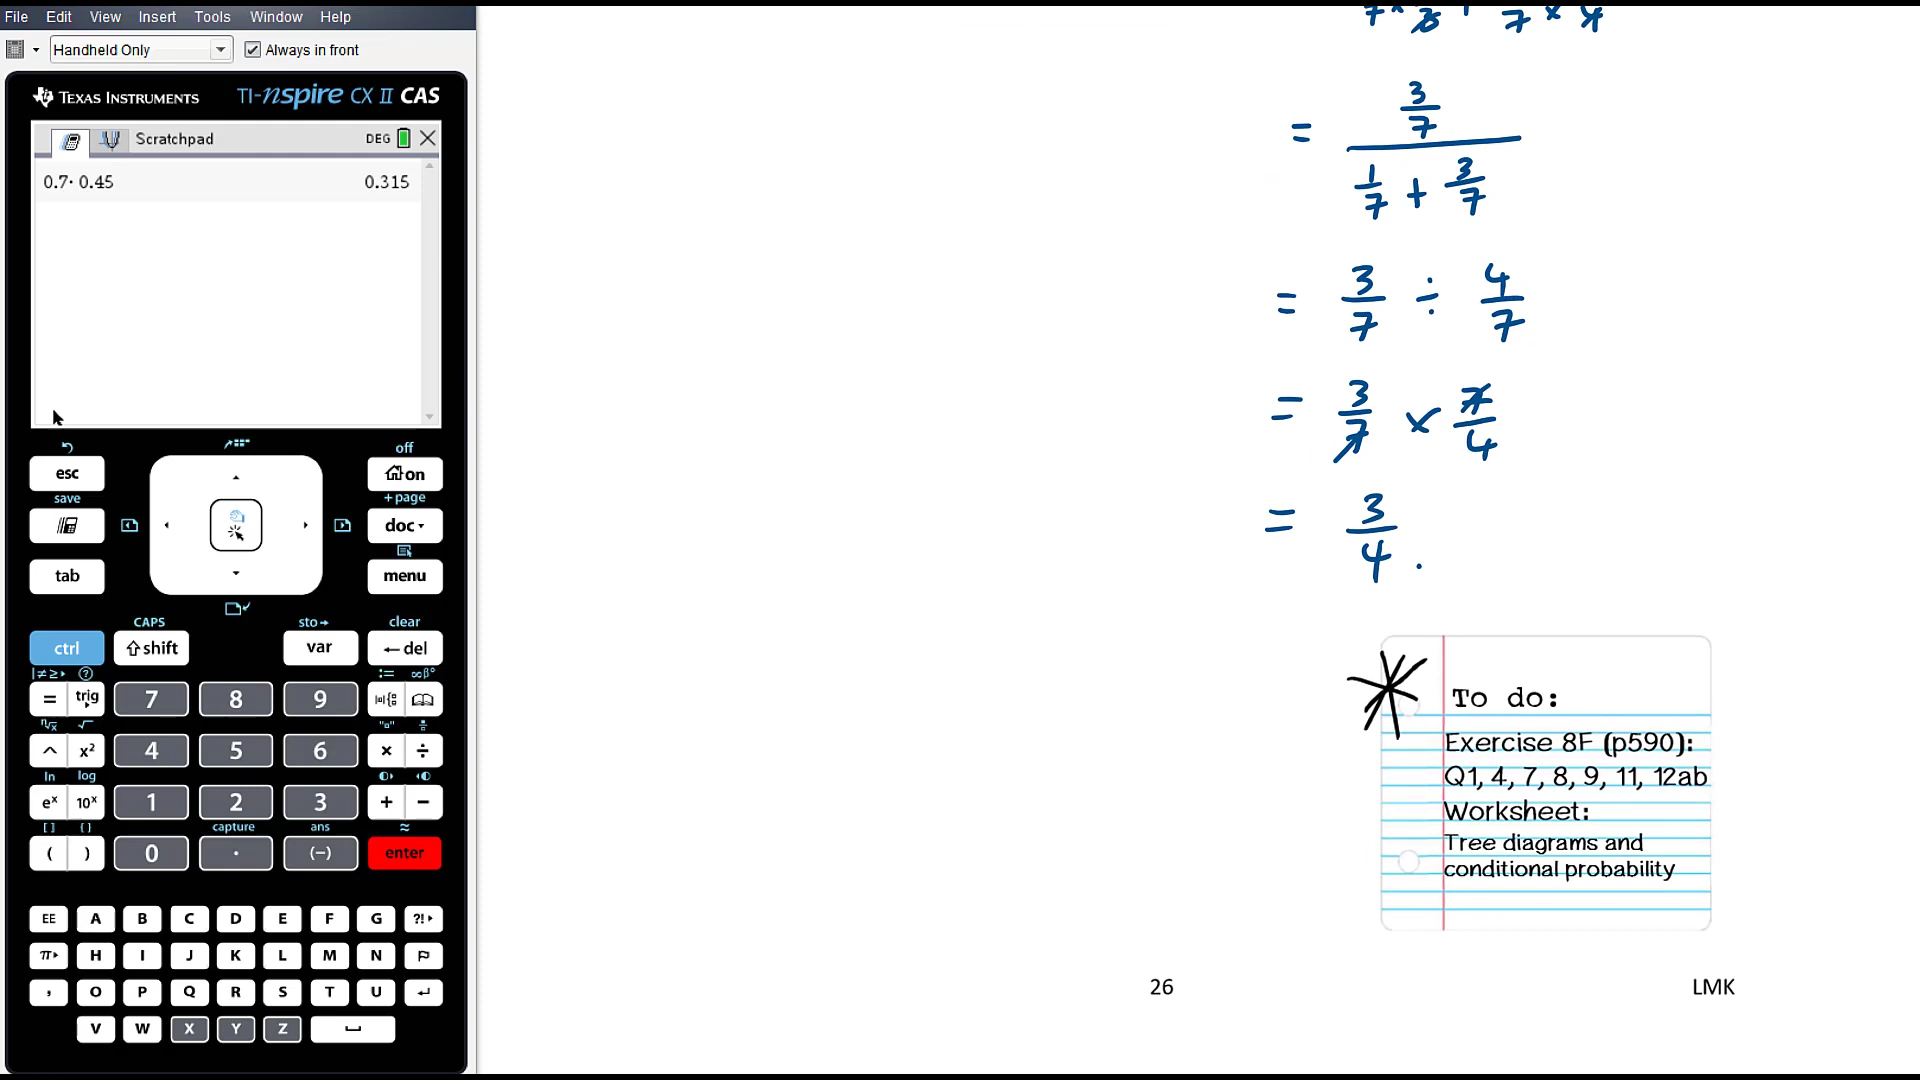 File Edit View Insert Tools Window Help
Handheld Only Always in front
TEXAS INSTRUMENTS TI-nspire CX II CAS
Scratchpad DEG
0.7· 0.45 0.315
off
esc on
save + page
doc
tab menu
CAPS sto→ clear
ctrl ⇧shift var ←del
|≠≥▸ ? := ∞β°
= trig 7 8 9
ⁿ√x √
^ x² 4 5 6 × ÷
ln log
eˣ 10ˣ 1 2 3 + −
[ ] { } capture ans ≈
( ) 0 . (−) enter
EE A B C D E F G ?!▸
π▸ H I J K L M N
, O P Q R S T U ↵
V W X Y Z
= 3/7 / (1/7 + 3/7)
= 3/7 ÷ 4/7
= 3/7 × 7/4
= 3/4 .
To do:
Exercise 8F (p590):
Q1, 4, 7, 8, 9, 11, 12ab
Worksheet:
Tree diagrams and
conditional probability
26 LMK